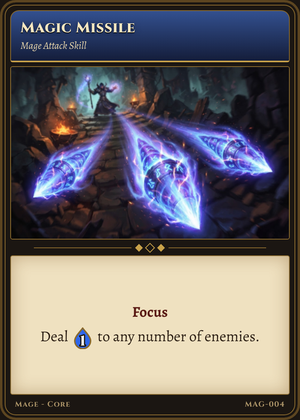 Magic Missile
Mage Attack Skill
Focus
Deal 1 to any number of enemies.
Mage - Core MAG-004